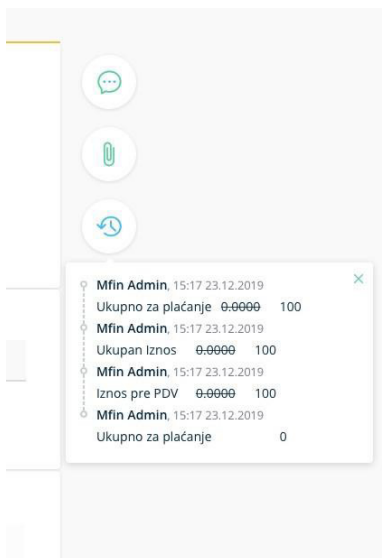 Mfin Admin, 15:17 23.12.2019
Ukupno za plaćanje 0.0000 100
Mfin Admin, 15:17 23.12.2019
Ukupan Iznos 0.0000 100
Mfin Admin, 15:17 23.12.2019
Iznos pre PDV 0.0000 100
Mfin Admin, 15:17 23.12.2019
Ukupno za plaćanje 0